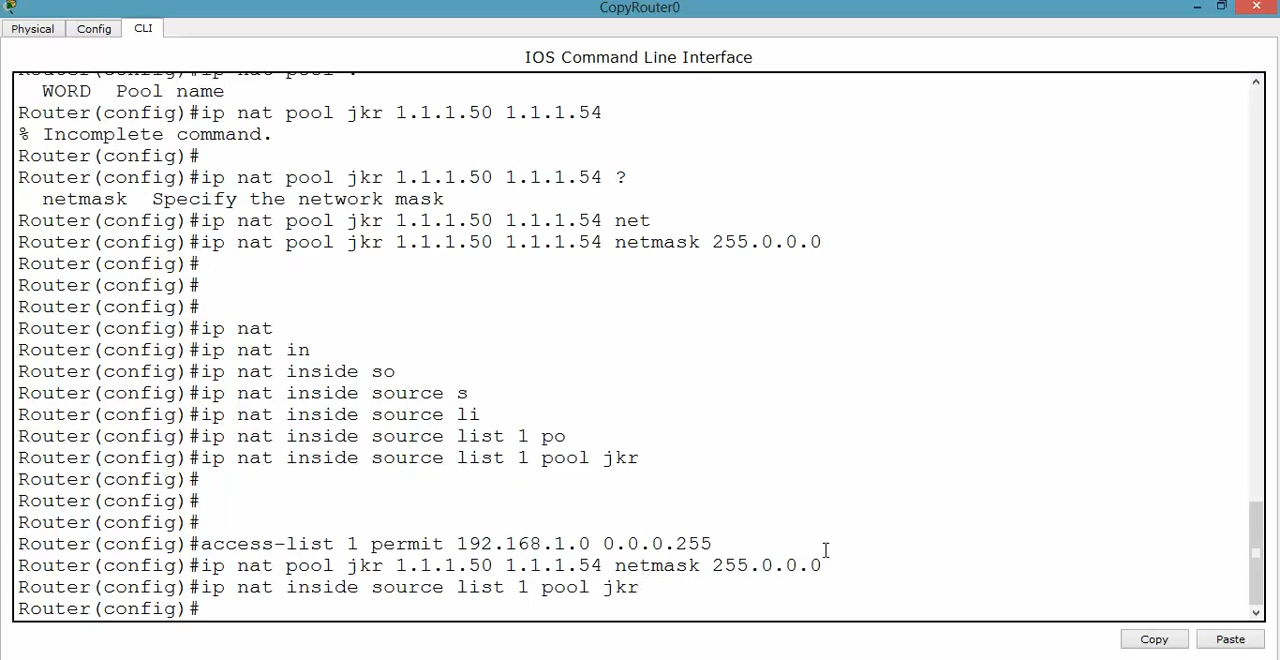 CopyRouter0
Physical Config CLI
IOS Command Line Interface
Router(config)#ip nat pool
WORD Pool name
Router(config)#ip nat pool jkr 1.1.1.50 1.1.1.54
% Incomplete command.
Router(config)#
Router(config)#ip nat pool jkr 1.1.1.50 1.1.1.54 ?
netmask Specify the network mask
Router(config)#ip nat pool jkr 1.1.1.50 1.1.1.54 net
Router(config)#ip nat pool jkr 1.1.1.50 1.1.1.54 netmask 255.0.0.0
Router(config)#
Router(config)#
Router(config)#
Router(config)#ip nat
Router(config)#ip nat in
Router(config)#ip nat inside so
Router(config)#ip nat inside source s
Router(config)#ip nat inside source li
Router(config)#ip nat inside source list 1 po
Router(config)#ip nat inside source list 1 pool jkr
Router(config)#
Router(config)#
Router(config)#
Router(config)#access-list 1 permit 192.168.1.0 0.0.0.255
Router(config)#ip nat pool jkr 1.1.1.50 1.1.1.54 netmask 255.0.0.0
Router(config)#ip nat inside source list 1 pool jkr
Router(config)#
Copy Paste